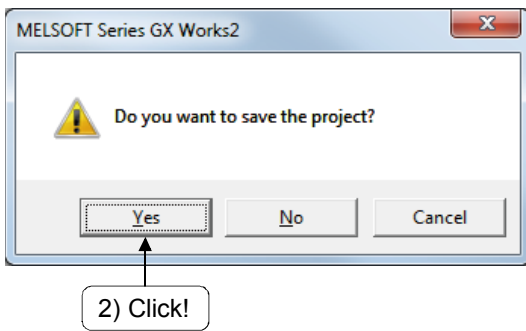 MELSOFT Series GX Works2
Do you want to save the project?
Yes No Cancel
2) Click!